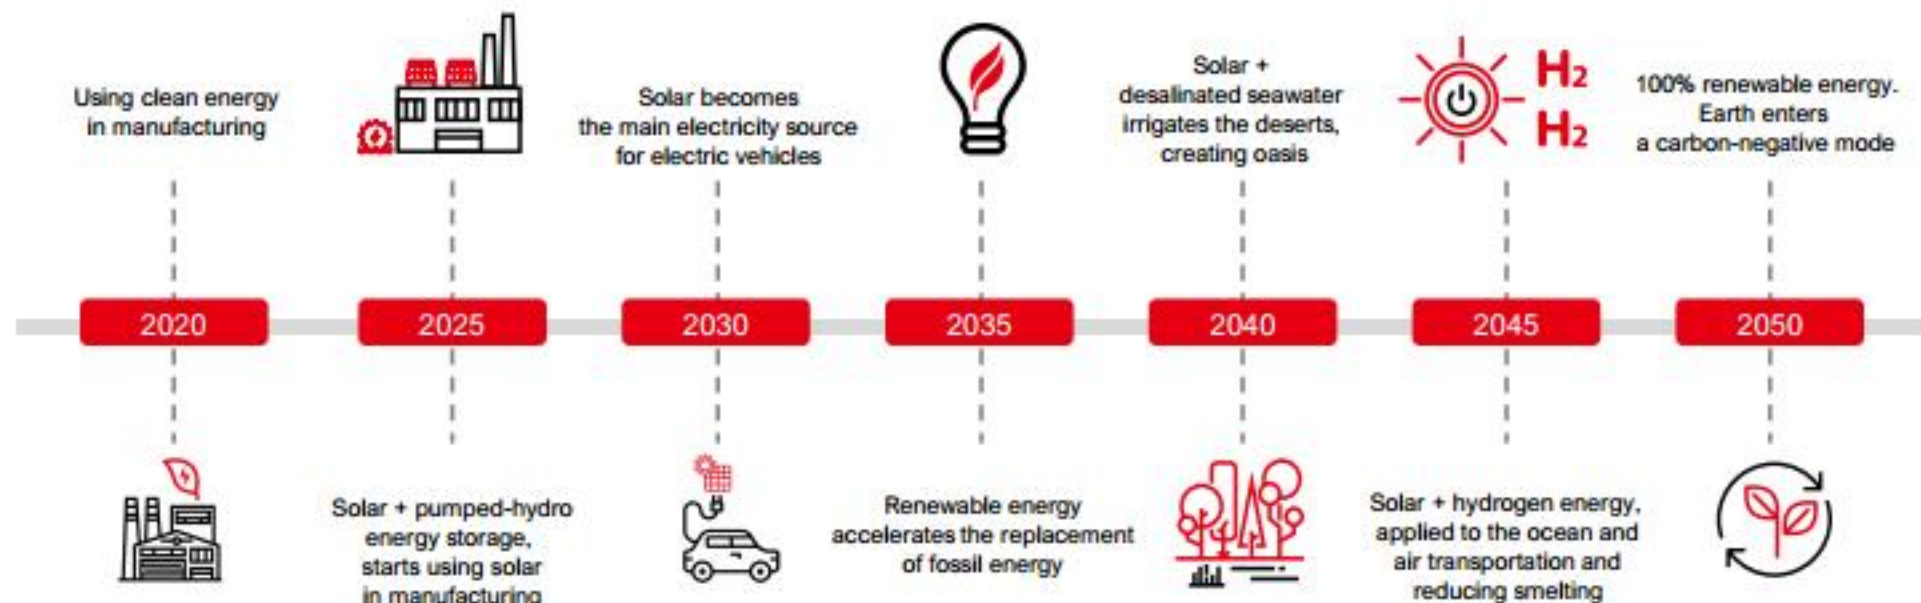 Using clean energy
in manufacturing
Solar becomes
the main electricity source
for electric vehicles
Solar +
desalinated seawater
irrigates the deserts,
creating oasis
H2
H2
100% renewable energy.
Earth enters
a carbon-negative mode
2020
2025
2030
2035
2040
2045
2050
Solar + pumped-hydro
energy storage,
starts using solar
in manufacturing
Renewable energy
accelerates the replacement
of fossil energy
Solar + hydrogen energy,
applied to the ocean and
air transportation and
reducing smelting